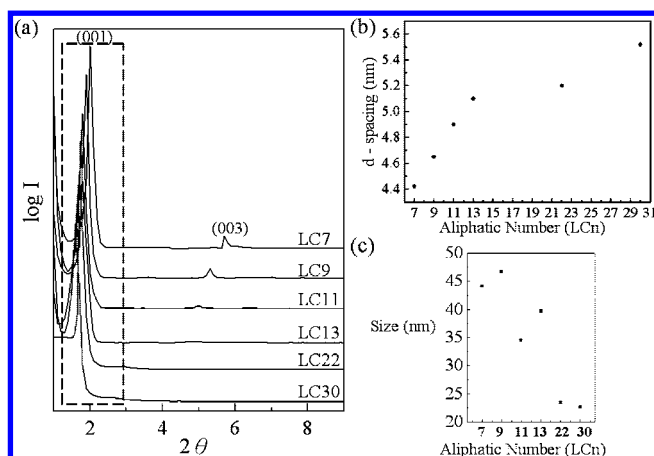 (a)
(001)
(003)
LC7
LC9
LC11
LC13
LC22
LC30
log I
2 4 6 8
2θ
(b)
5.6
5.4
5.2
5.0
4.8
4.6
4.4
d - spacing (nm)
7 9 11 13 15 17 19 21 23 25 27 29 31
Aliphatic Number (LCn)
(c)
50
45
40
35
30
25
20
Size (nm)
7 9 11 13 22 30
Aliphatic Number (LCn)